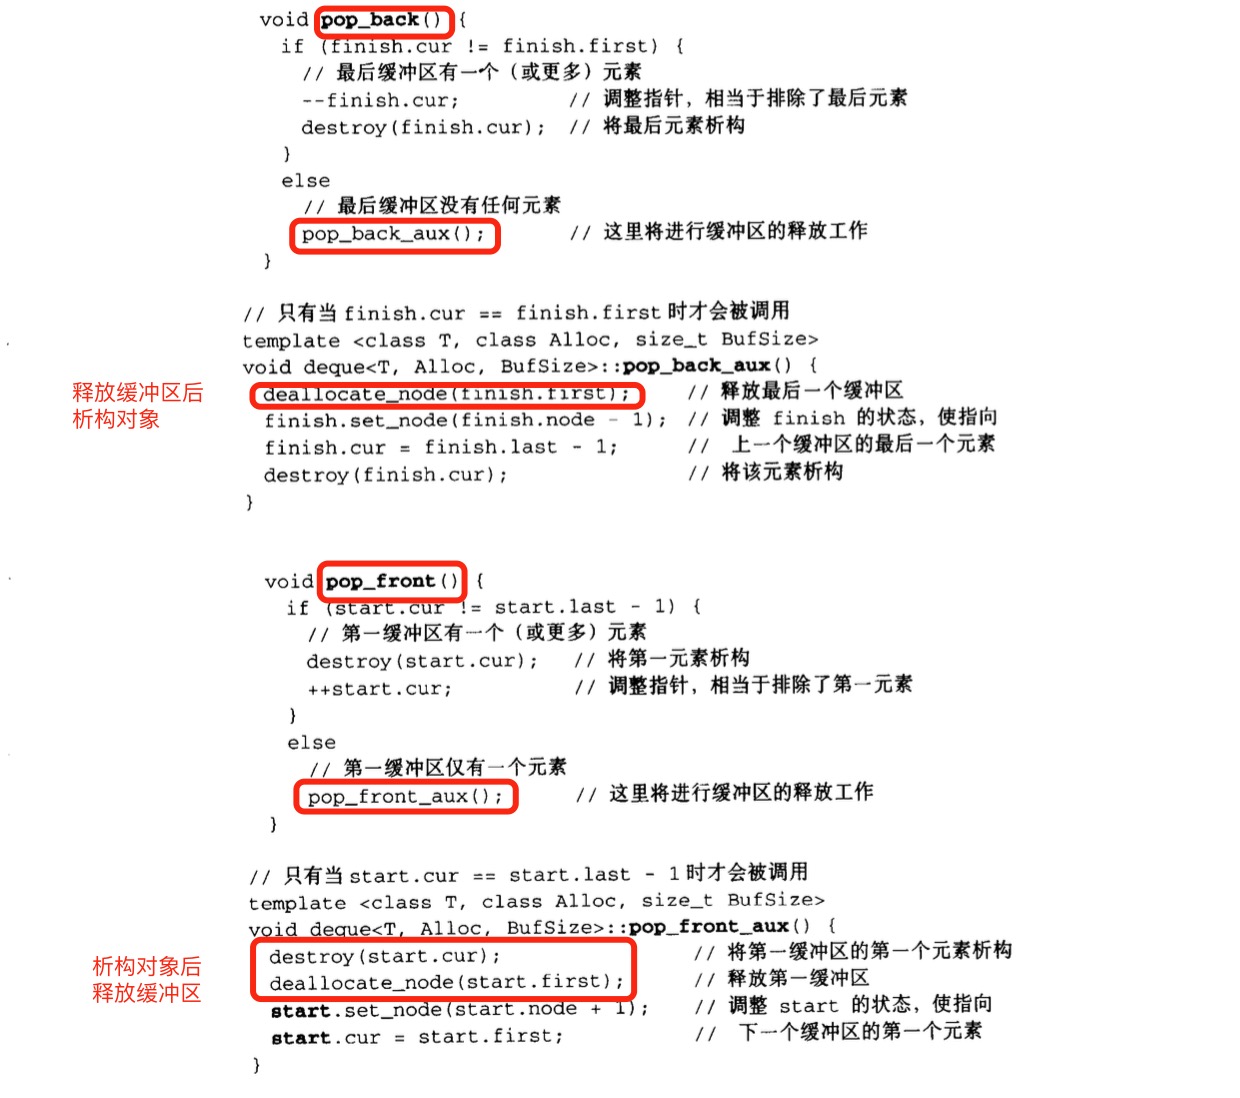 void pop_back() {
if (finish.cur != finish.first) {
// 最后缓冲区有一个（或更多）元素
--finish.cur; // 调整指针，相当于排除了最后元素
destroy(finish.cur); // 将最后元素析构
}
else
// 最后缓冲区没有任何元素
pop_back_aux(); // 这里将进行缓冲区的释放工作
}
// 只有当 finish.cur == finish.first 时才会被调用
template <class T, class Alloc, size_t BufSize>
void deque<T, Alloc, BufSize>::pop_back_aux() {
释放缓冲区后
析构对象
deallocate_node(finish.first); // 释放最后一个缓冲区
finish.set_node(finish.node - 1); // 调整 finish 的状态，使指向
finish.cur = finish.last - 1; // 上一个缓冲区的最后一个元素
destroy(finish.cur); // 将该元素析构
}
void pop_front() {
if (start.cur != start.last - 1) {
// 第一缓冲区有一个（或更多）元素
destroy(start.cur); // 将第一元素析构
++start.cur; // 调整指针，相当于排除了第一元素
}
else
// 第一缓冲区仅有一个元素
pop_front_aux(); // 这里将进行缓冲区的释放工作
}
// 只有当 start.cur == start.last - 1 时才会被调用
template <class T, class Alloc, size_t BufSize>
void deque<T, Alloc, BufSize>::pop_front_aux() {
析构对象后
释放缓冲区
destroy(start.cur); // 将第一缓冲区的第一个元素析构
deallocate_node(start.first); // 释放第一缓冲区
start.set_node(start.node + 1); // 调整 start 的状态，使指向
start.cur = start.first; // 下一个缓冲区的第一个元素
}